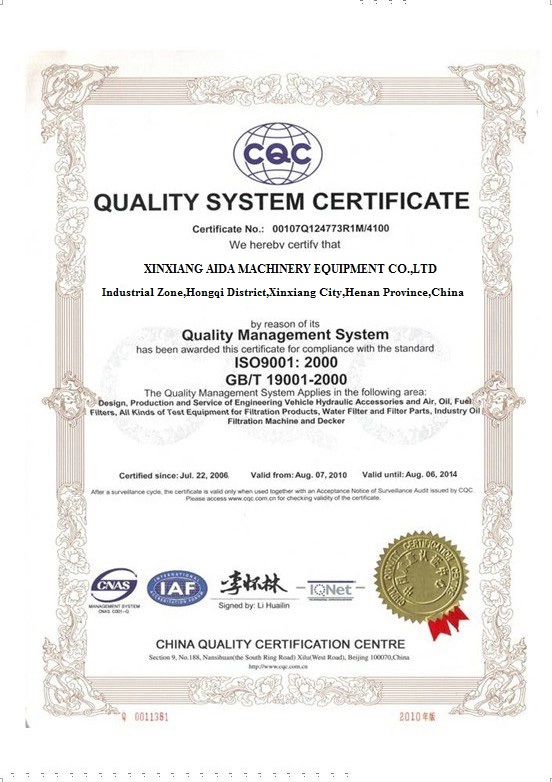 CQC
QUALITY SYSTEM CERTIFICATE
Certificate No.: 00107Q124773R1M/4100
We hereby certify that
XINXIANG AIDA MACHINERY EQUIPMENT CO.,LTD
Industrial Zone,Hongqi District,Xinxiang City,Henan Province,China
by reason of its
Quality Management System
has been awarded this certificate for compliance with the standard
ISO9001: 2000
GB/T 19001-2000
The Quality Management System Applies in the following area:
Design, Production and Service of Engineering Vehicle Hydraulic Accessories and Air, Oil, Fuel
Filters, All Kinds of Test Equipment for Filtration Products, Water Filter and Filter Parts, Industry Oil
Filtration Machine and Decker
Certified since: Jul. 22, 2006 Valid from: Aug. 07, 2010 Valid until: Aug. 06, 2014
After a surveillance cycle, the certificate is valid only when used together with an Acceptance Notice of Surveillance Audit issued by CQC
Please access www.cqc.com.cn for checking validity of the certificate.
CHINA QUALITY CERTIFICATION CENTRE
CNAS
MANAGEMENT SYSTEM
CNAS C001-Q
INTERNATIONAL
IAF
ACCREDITATION FORUM
李怀林
Signed by: Li Huailin
IQNet
CHINA QUALITY CERTIFICATION CENTRE
Section 9, No.188, Nansihuan(the South Ring Road) Xilu(West Road), Beijing 100070,China
http://www.cqc.com.cn
Q 0011381
2010年版